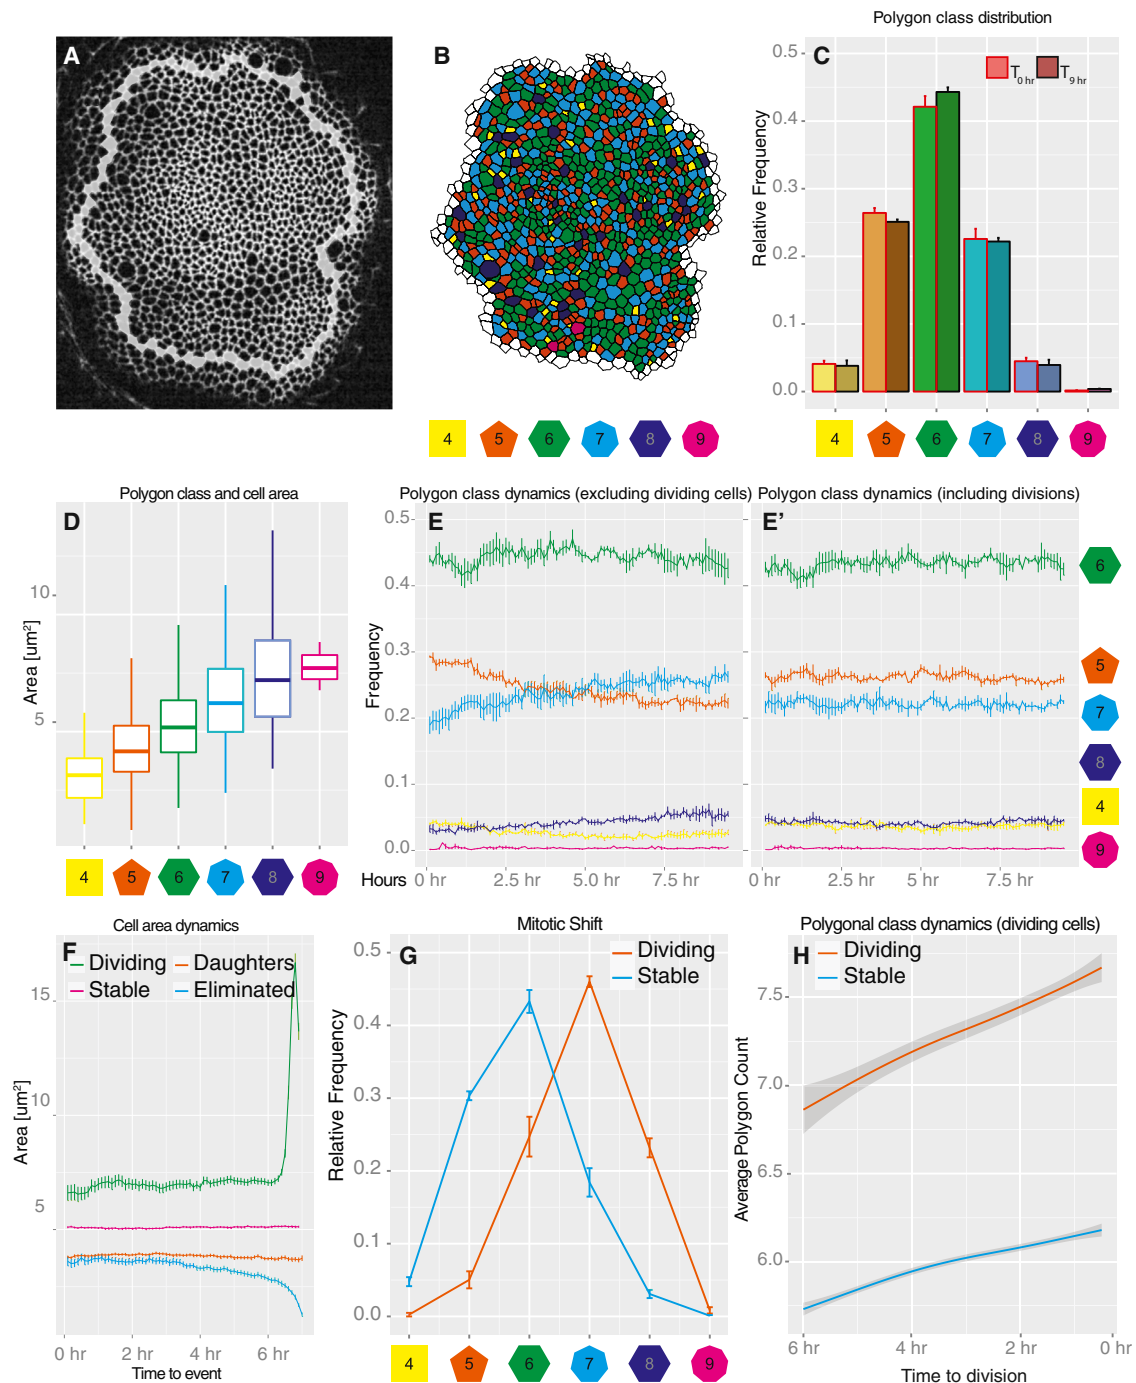 A
B
4 5 6 7 8 9
Polygon class distribution
C
T0 hr T9 hr
Relative Frequency
0.5
0.4
0.3
0.2
0.1
0.0
4 5 6 7 8 9
Polygon class and cell area
D
Area [um²]
10
5
4 5 6 7 8 9
Polygon class dynamics (excluding dividing cells)
E
Frequency
0.5
0.4
0.3
0.2
0.1
0.0
Hours
0 hr 2.5 hr 5.0 hr 7.5 hr
Polygon class dynamics (including divisions)
E’
0 hr 2.5 hr 5 hr 7.5 hr
6
5
7
8
4
9
Cell area dynamics
F
Dividing Daughters
Stable Eliminated
Area [um²]
15
10
5
0 hr 2 hr 4 hr 6 hr
Time to event
Mitotic Shift
G
Dividing
Stable
Relative Frequency
0.5
0.4
0.3
0.2
0.1
0.0
4 5 6 7 8 9
Polygonal class dynamics (dividing cells)
H
Dividing
Stable
Average Polygon Count
7.5
7.0
6.5
6.0
6 hr 4 hr 2 hr 0 hr
Time to division